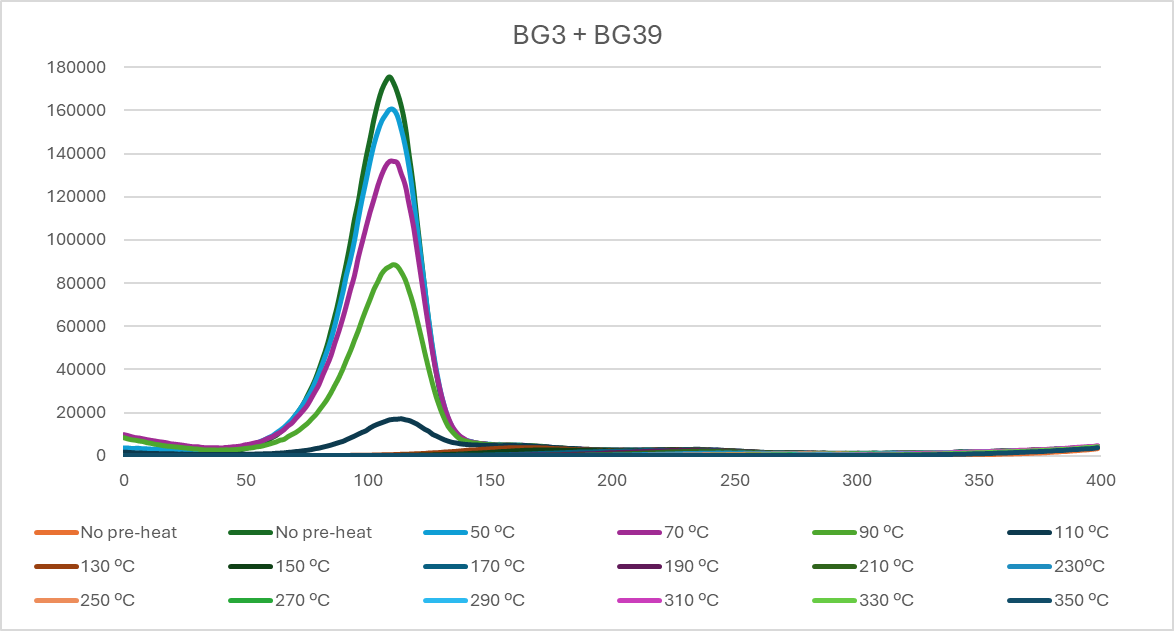 BG3 + BG39
180000
160000
140000
120000
100000
80000
60000
40000
20000
0
0 50 100 150 200 250 300 350 400
No pre-heat No pre-heat 50 ºC 70 ºC 90 ºC 110 ºC
130 ºC 150 ºC 170 ºC 190 ºC 210 ºC 230ºC
250 ºC 270 ºC 290 ºC 310 ºC 330 ºC 350 ºC